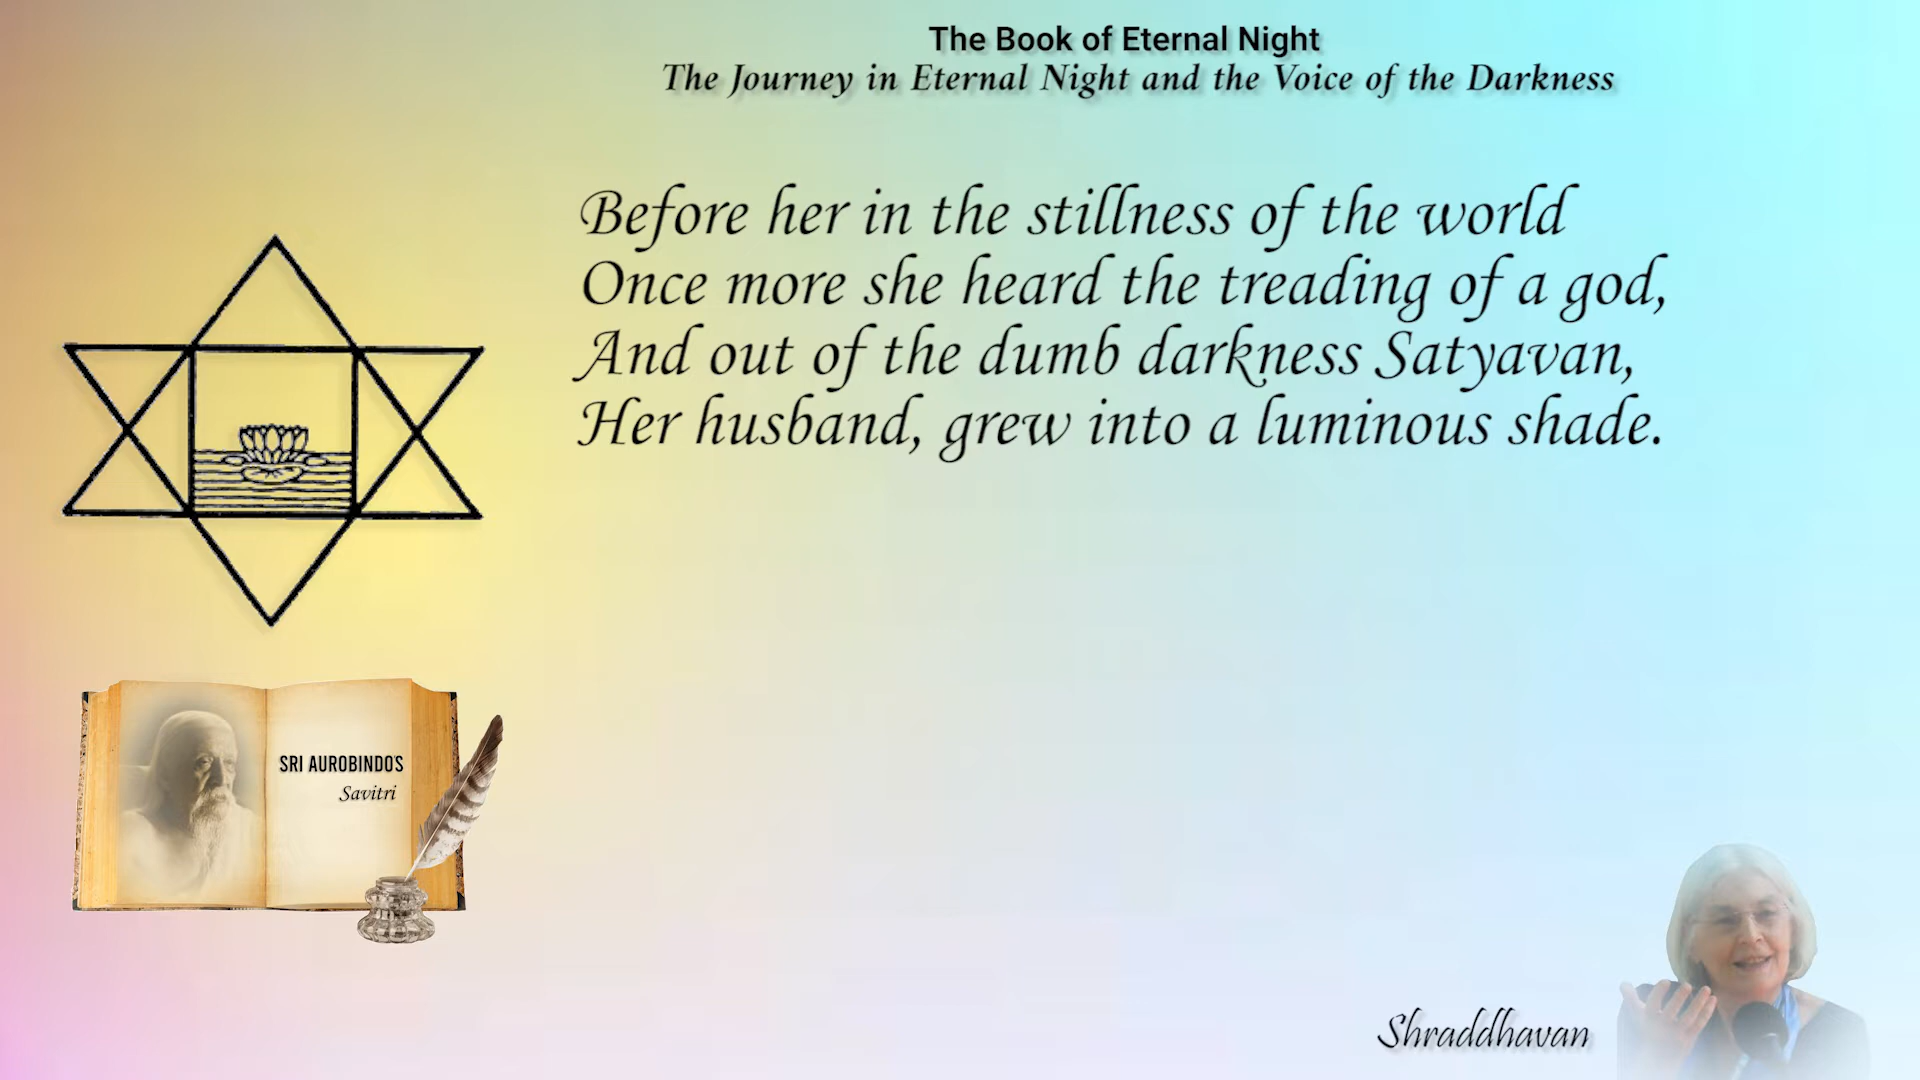 The Book of Eternal Night
The Journey in Eternal Night and the Voice of the Darkness
Before her in the stillness of the world
Once more she heard the treading of a god,
And out of the dumb darkness Satyavan,
Her husband, grew into a luminous shade.
SRI AUROBINDO'S
Savitri
Shraddhavan